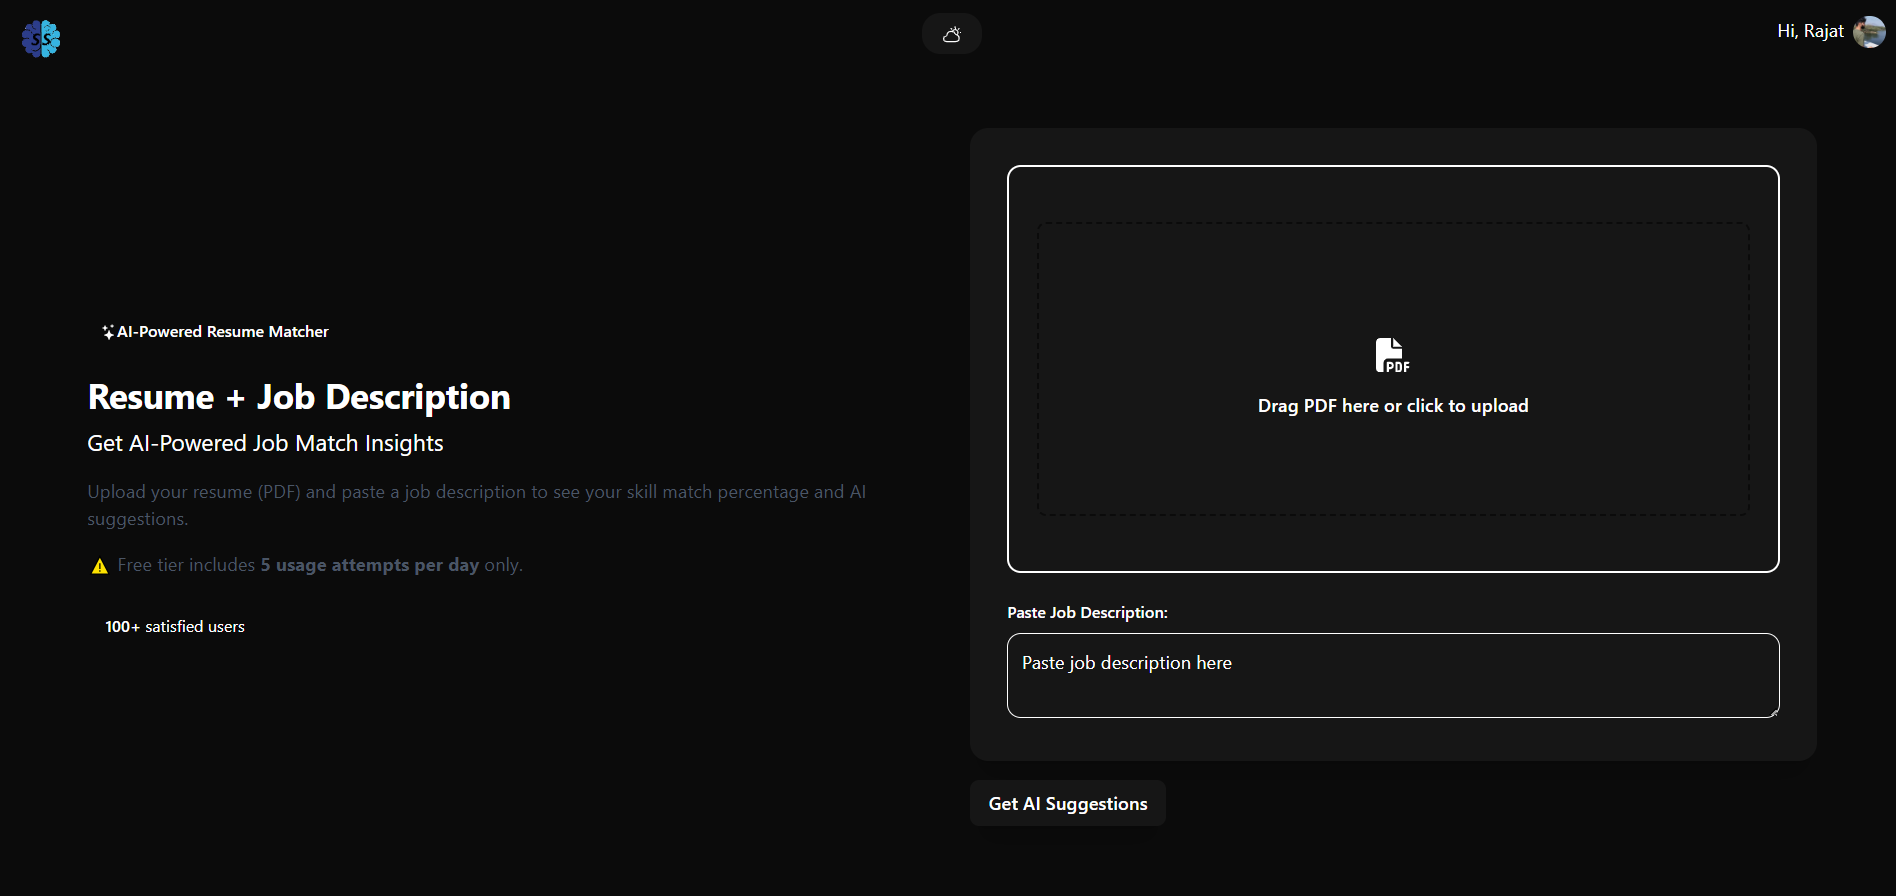 SS
Hi, Rajat
AI-Powered Resume Matcher
Resume + Job Description
Get AI-Powered Job Match Insights
Upload your resume (PDF) and paste a job description to see your skill match percentage and AI
suggestions.
Free tier includes 5 usage attempts per day only.
100+ satisfied users
PDF
Drag PDF here or click to upload
Paste Job Description:
Paste job description here
Get AI Suggestions